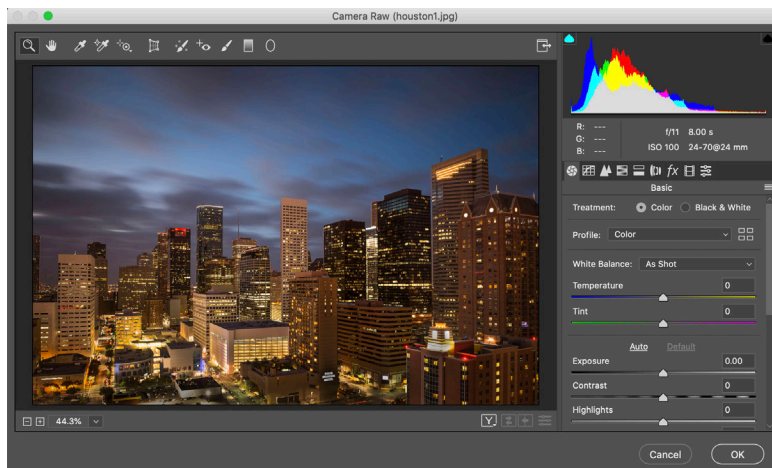 Camera Raw (houston1.jpg)
R: ---
G: ---
B: ---
f/11 8.00 s
ISO 100 24-70@24 mm
fx
Basic
Treatment: Color Black & White
Profile: Color
White Balance: As Shot
Temperature 0
Tint 0
Auto Default
Exposure 0.00
Contrast 0
Highlights 0
44.3%
Y
Cancel OK